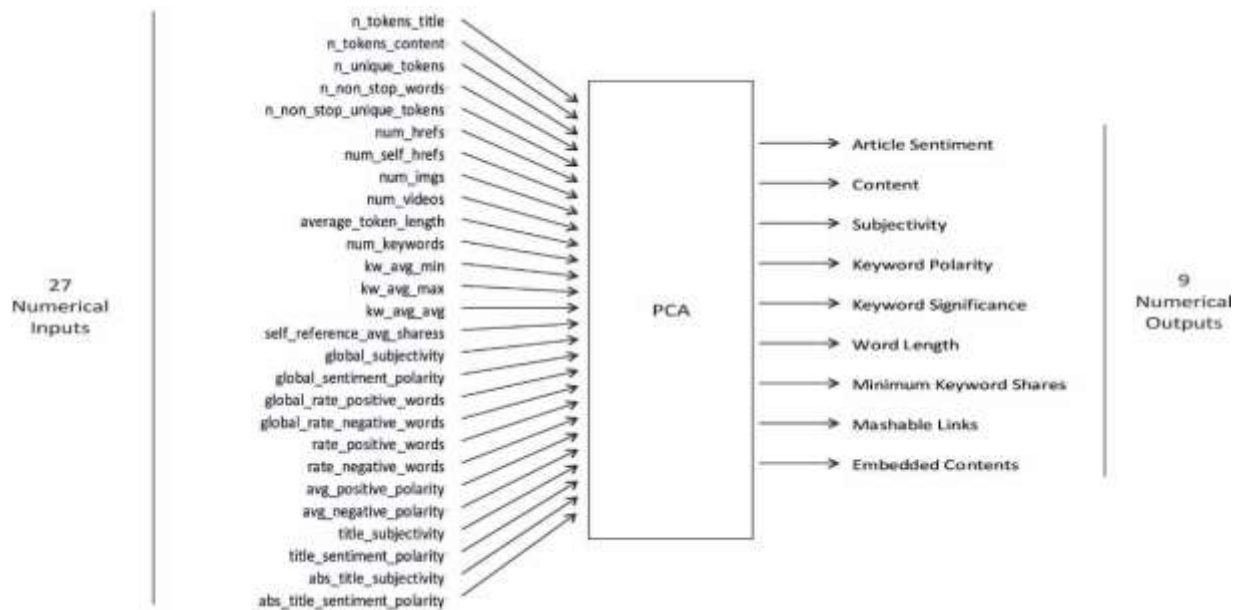 27
Numerical
Inputs
n_tokens_title
n_tokens_content
n_unique_tokens
n_non_stop_words
n_non_stop_unique_tokens
num_hrefs
num_self_hrefs
num_imgs
num_videos
average_token_length
num_keywords
kw_avg_min
kw_avg_max
kw_avg_avg
self_reference_avg_sharess
global_subjectivity
global_sentiment_polarity
global_rate_positive_words
global_rate_negative_words
rate_positive_words
rate_negative_words
avg_positive_polarity
avg_negative_polarity
title_subjectivity
title_sentiment_polarity
abs_title_subjectivity
abs_title_sentiment_polarity
PCA
Article Sentiment
Content
Subjectivity
Keyword Polarity
Keyword Significance
Word Length
Minimum Keyword Shares
Mashable Links
Embedded Contents
9
Numerical
Outputs